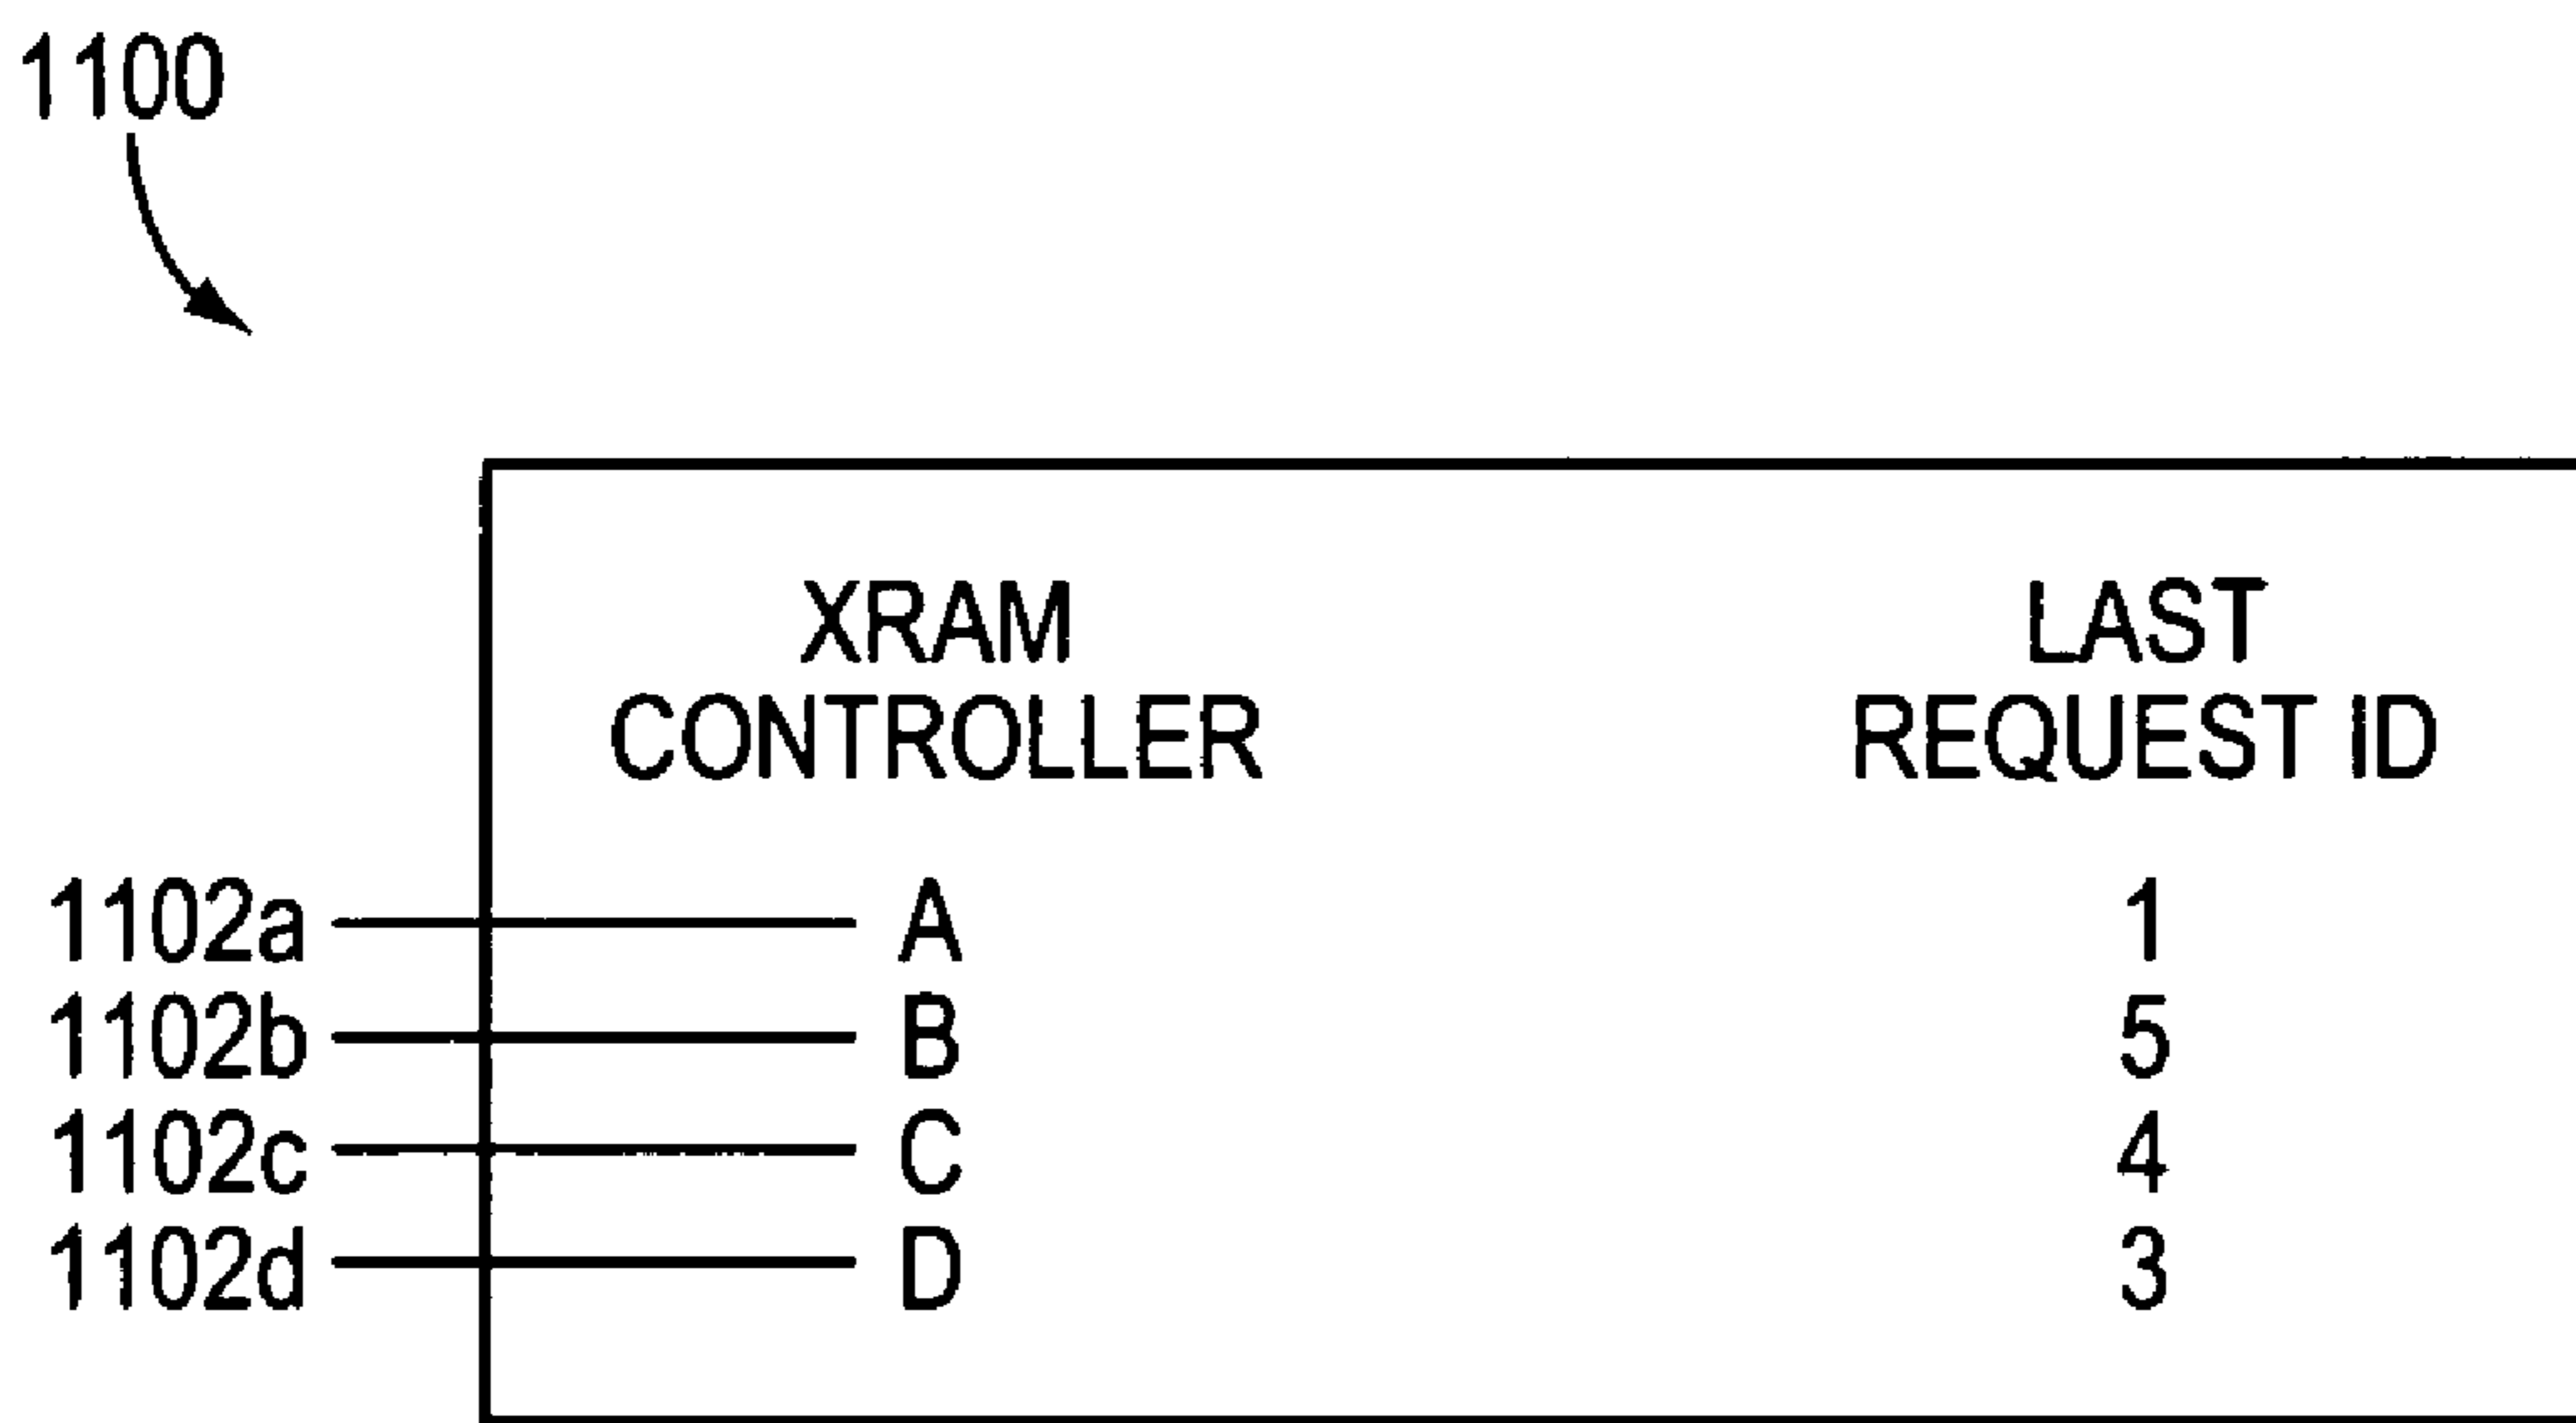 1100
XRAM LAST
CONTROLLER REQUEST ID
1102a A 1
1102b B 5
1102c C 4
1102d D 3